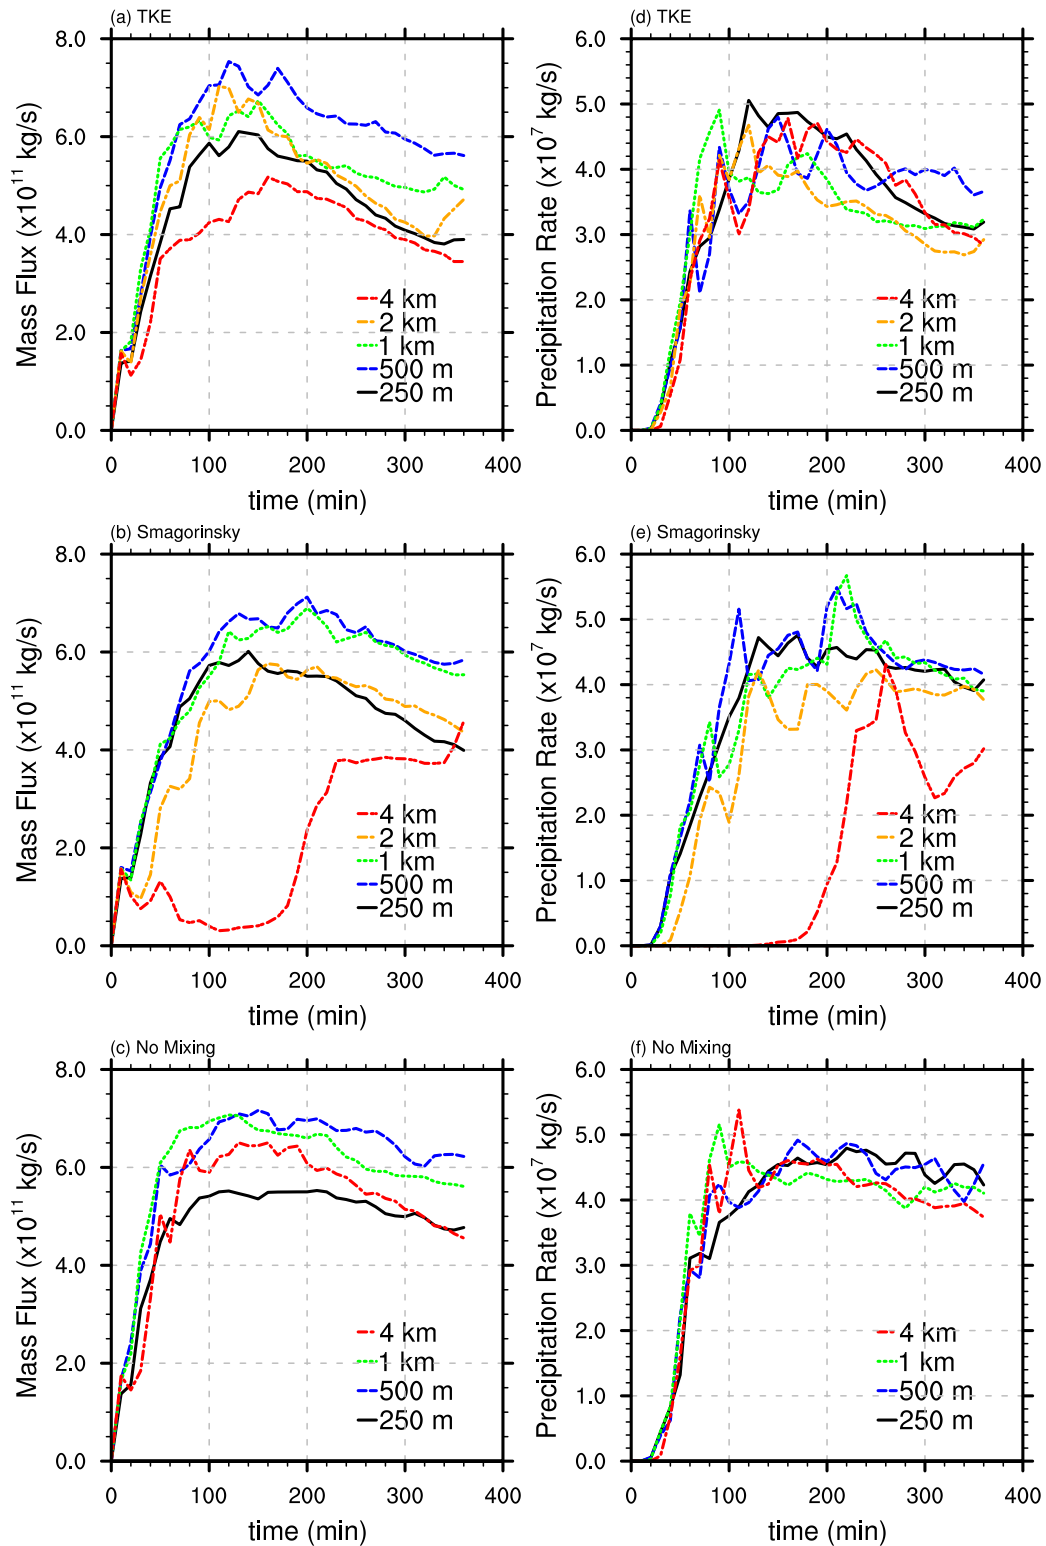 (a) TKE
Mass Flux (x10¹¹ kg/s)
8.0
6.0
4.0
2.0
0.0
4 km
2 km
1 km
500 m
250 m
0 100 200 300 400
time (min)
(d) TKE
Precipitation Rate (x10⁷ kg/s)
6.0
5.0
4.0
3.0
2.0
1.0
0.0
4 km
2 km
1 km
500 m
250 m
0 100 200 300 400
time (min)
(b) Smagorinsky
Mass Flux (x10¹¹ kg/s)
8.0
6.0
4.0
2.0
0.0
4 km
2 km
1 km
500 m
250 m
0 100 200 300 400
time (min)
(e) Smagorinsky
Precipitation Rate (x10⁷ kg/s)
6.0
5.0
4.0
3.0
2.0
1.0
0.0
4 km
2 km
1 km
500 m
250 m
0 100 200 300 400
time (min)
(c) No Mixing
Mass Flux (x10¹¹ kg/s)
8.0
6.0
4.0
2.0
0.0
4 km
1 km
500 m
250 m
0 100 200 300 400
time (min)
(f) No Mixing
Precipitation Rate (x10⁷ kg/s)
6.0
5.0
4.0
3.0
2.0
1.0
0.0
4 km
1 km
500 m
250 m
0 100 200 300 400
time (min)